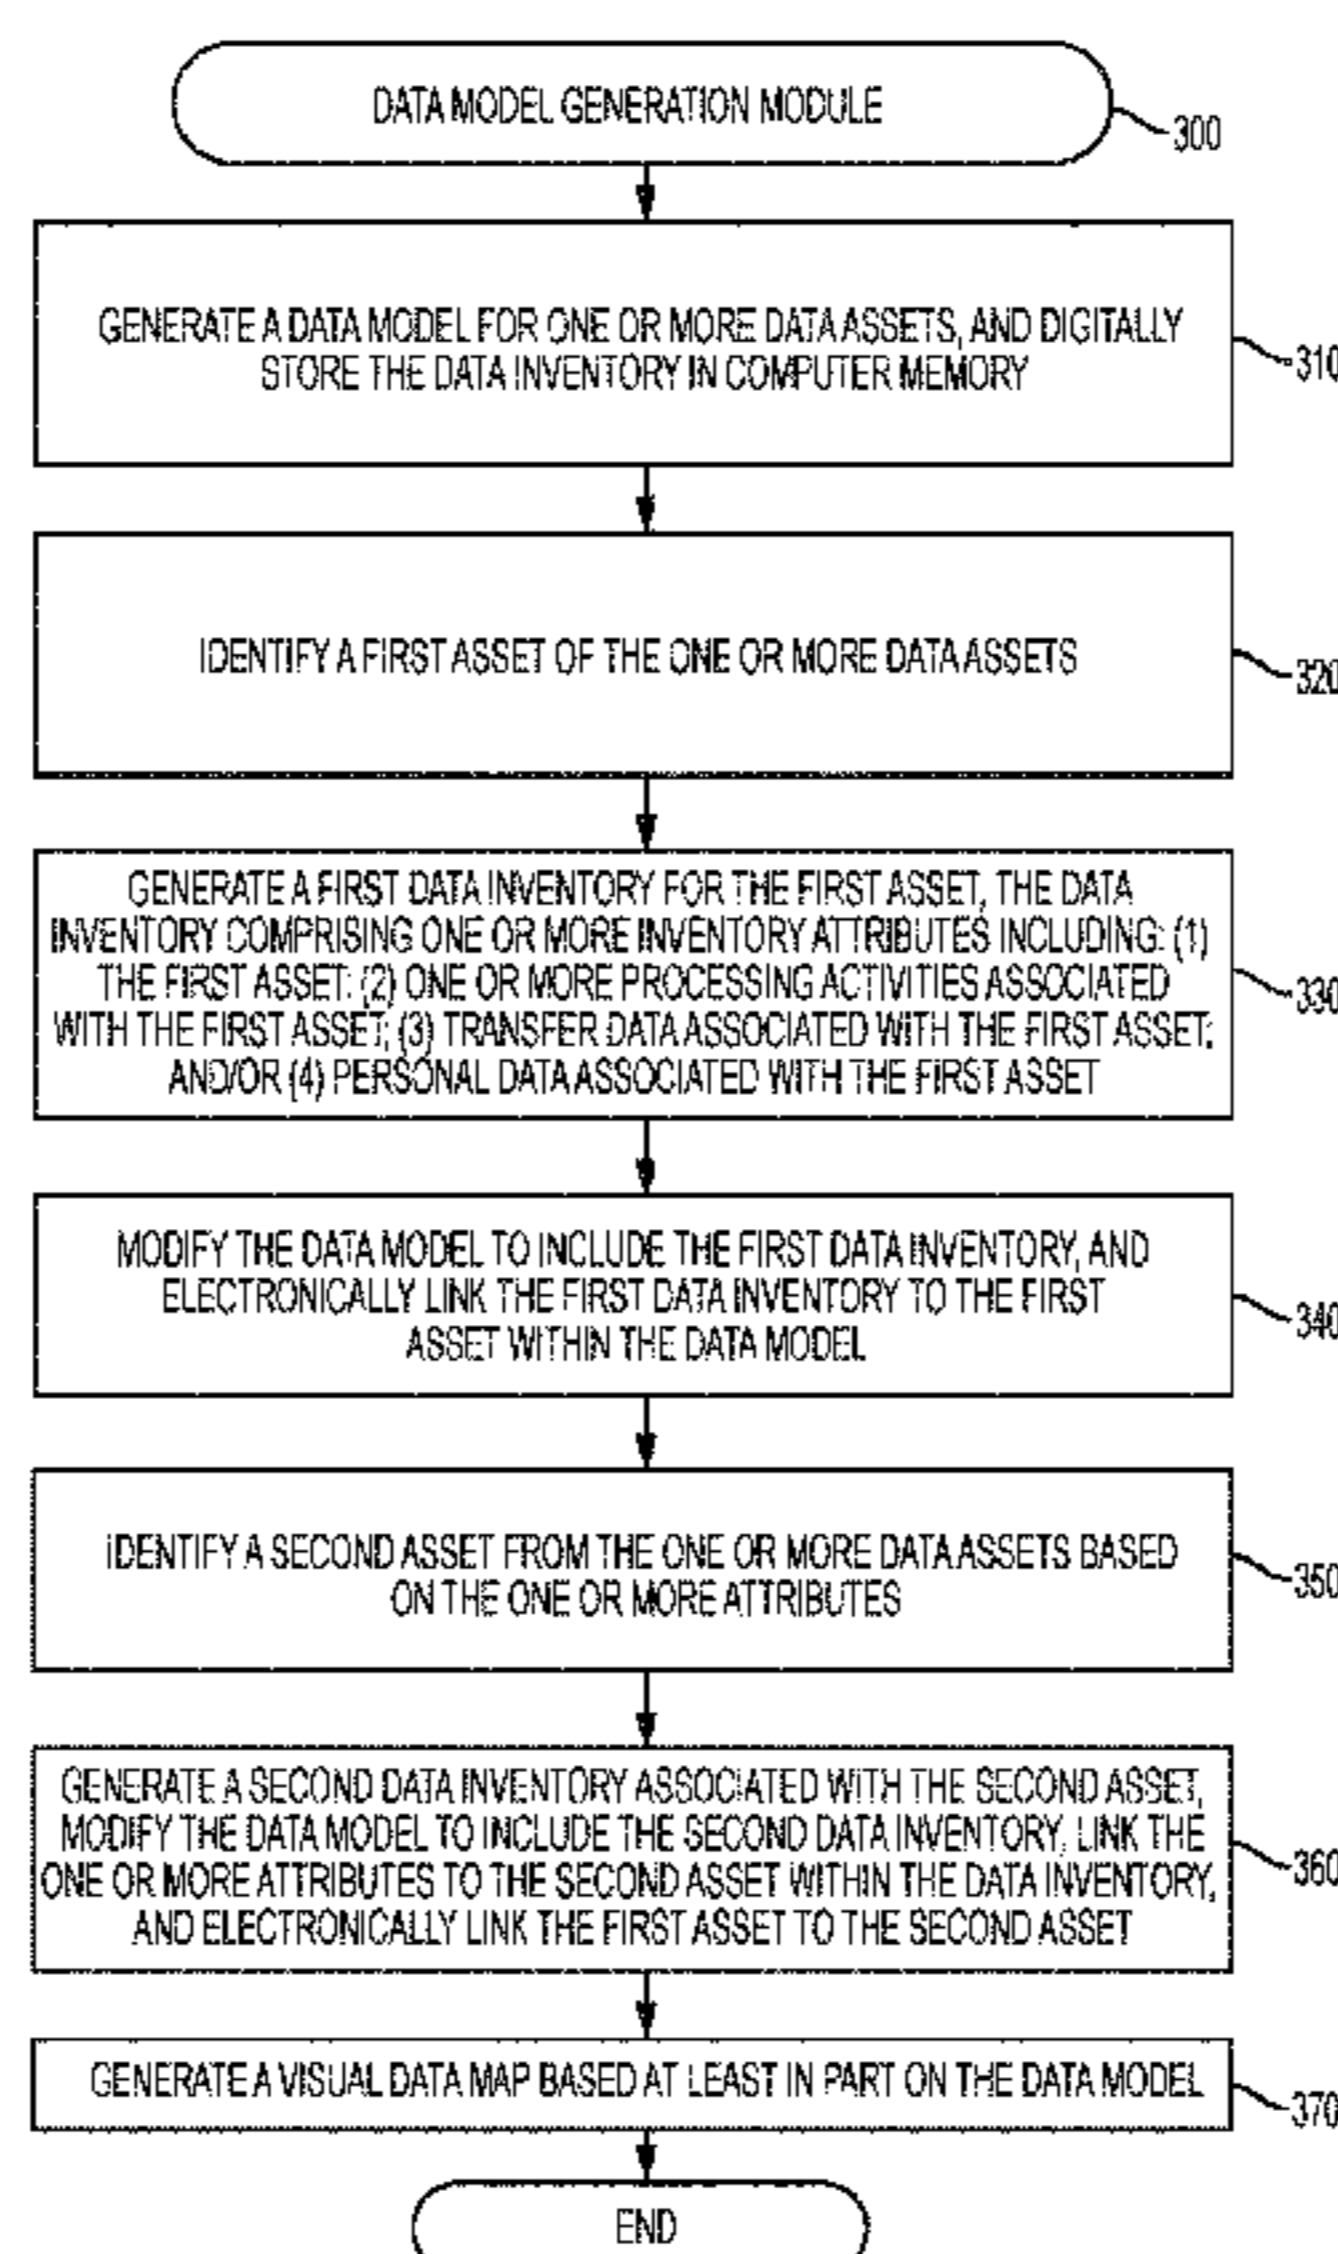 DATA MODEL GENERATION MODULE
300
GENERATE A DATA MODEL FOR ONE OR MORE DATA ASSETS, AND DIGITALLY
STORE THE DATA INVENTORY IN COMPUTER MEMORY
310
IDENTIFY A FIRST ASSET OF THE ONE OR MORE DATA ASSETS
320
GENERATE A FIRST DATA INVENTORY FOR THE FIRST ASSET, THE DATA
INVENTORY COMPRISING ONE OR MORE INVENTORY ATTRIBUTES INCLUDING: (1)
THE FIRST ASSET; (2) ONE OR MORE PROCESSING ACTIVITIES ASSOCIATED
WITH THE FIRST ASSET; (3) TRANSFER DATA ASSOCIATED WITH THE FIRST ASSET;
AND/OR (4) PERSONAL DATA ASSOCIATED WITH THE FIRST ASSET
330
MODIFY THE DATA MODEL TO INCLUDE THE FIRST DATA INVENTORY, AND
ELECTRONICALLY LINK THE FIRST DATA INVENTORY TO THE FIRST
ASSET WITHIN THE DATA MODEL
340
IDENTIFY A SECOND ASSET FROM THE ONE OR MORE DATA ASSETS BASED
ON THE ONE OR MORE ATTRIBUTES
350
GENERATE A SECOND DATA INVENTORY ASSOCIATED WITH THE SECOND ASSET,
MODIFY THE DATA MODEL TO INCLUDE THE SECOND DATA INVENTORY, LINK THE
ONE OR MORE ATTRIBUTES TO THE SECOND ASSET WITHIN THE DATA INVENTORY,
AND ELECTRONICALLY LINK THE FIRST ASSET TO THE SECOND ASSET
360
GENERATE A VISUAL DATA MAP BASED AT LEAST IN PART ON THE DATA MODEL
370
END